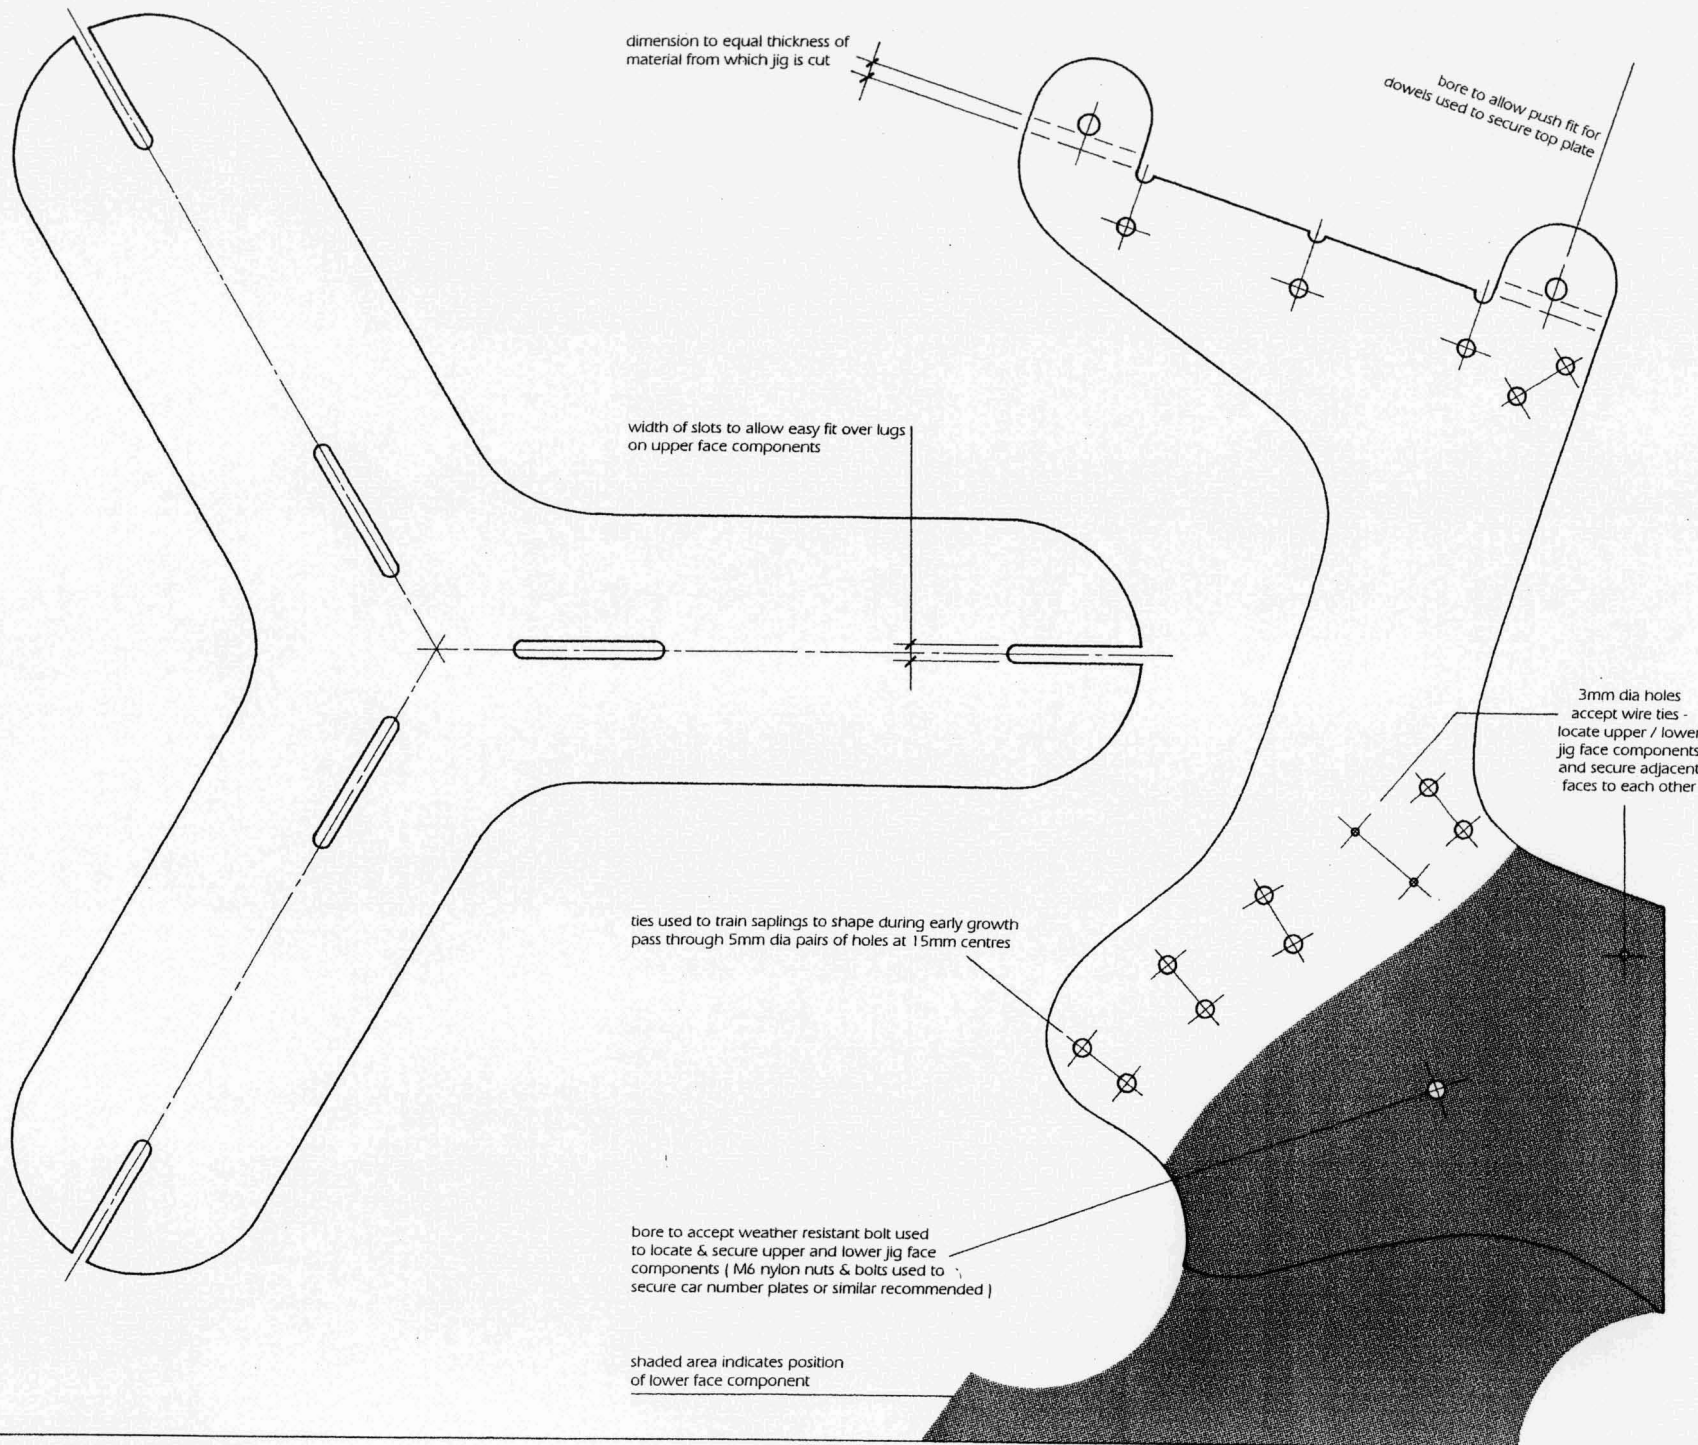 dimension to equal thickness of
material from which jig is cut
bore to allow push fit for
dowels used to secure top plate
width of slots to allow easy fit over lugs
on upper face components
3mm dia holes
accept wire ties -
locate upper / lower
jig face components
and secure adjacent
faces to each other
ties used to train saplings to shape during early growth
pass through 5mm dia pairs of holes at 15mm centres
bore to accept weather resistant bolt used
to locate & secure upper and lower jig face
components ( M6 nylon nuts & bolts used to
secure car number plates or similar recommended )
shaded area indicates position
of lower face component